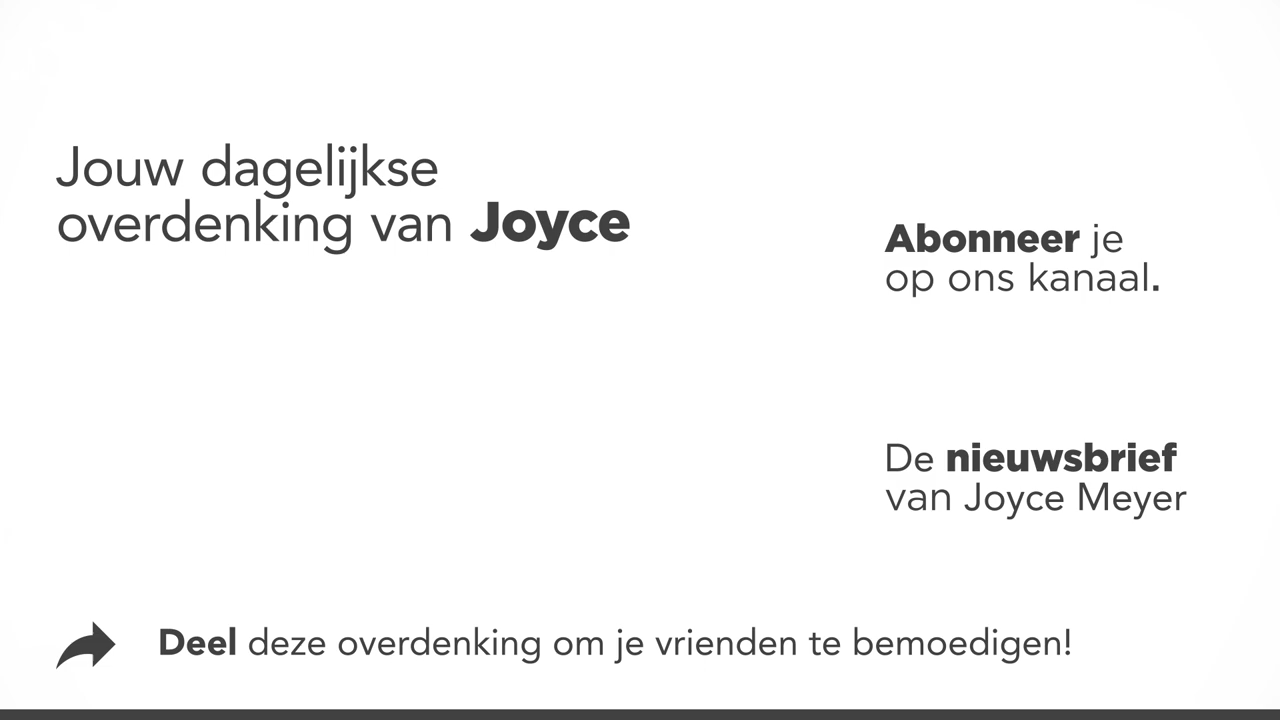 Jouw dagelijkse
overdenking van Joyce
Abonneer je
op ons kanaal.
De nieuwsbrief
van Joyce Meyer
Deel deze overdenking om je vrienden te bemoedigen!